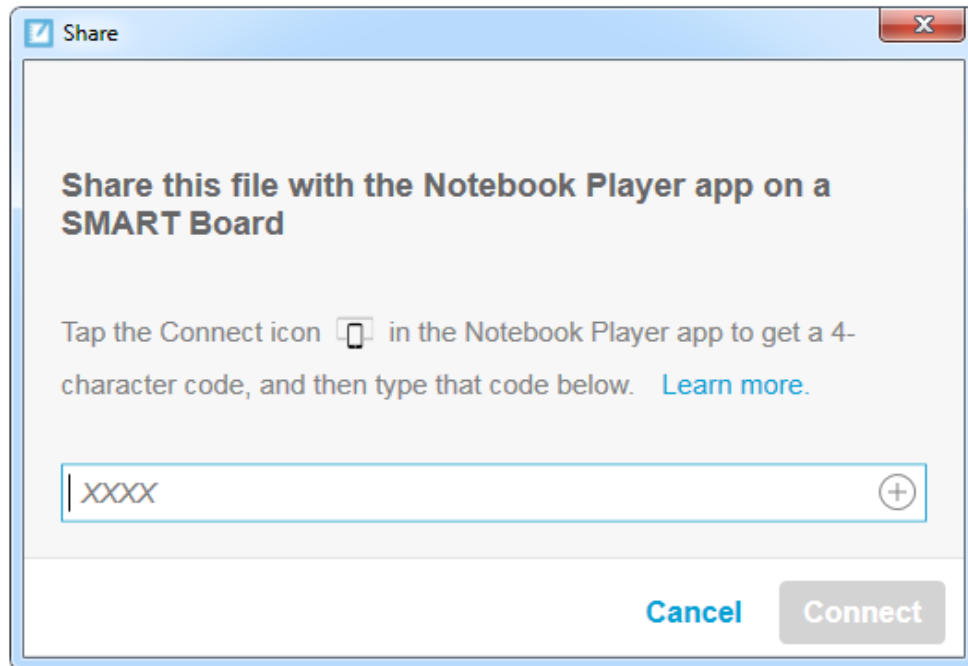 Share
Share this file with the Notebook Player app on a
SMART Board
Tap the Connect icon in the Notebook Player app to get a 4-
character code, and then type that code below. Learn more.
XXXX
Cancel Connect